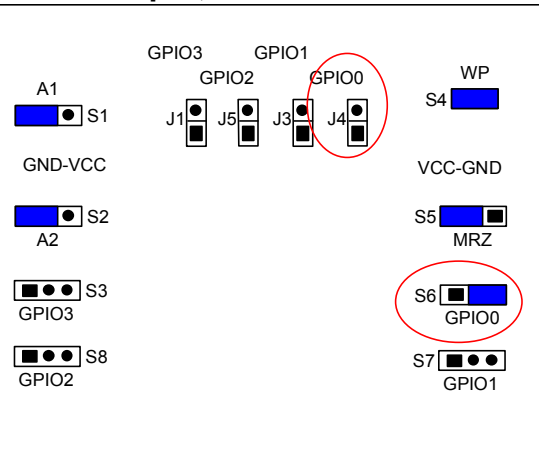 GPIO3 GPIO1
GPIO2 GPIO0
A1 WP
S1 J1 J5 J3 J4 S4
GND-VCC VCC-GND
S2 S5
A2 MRZ
S3 S6
GPIO3 GPIO0
S8 S7
GPIO2 GPIO1